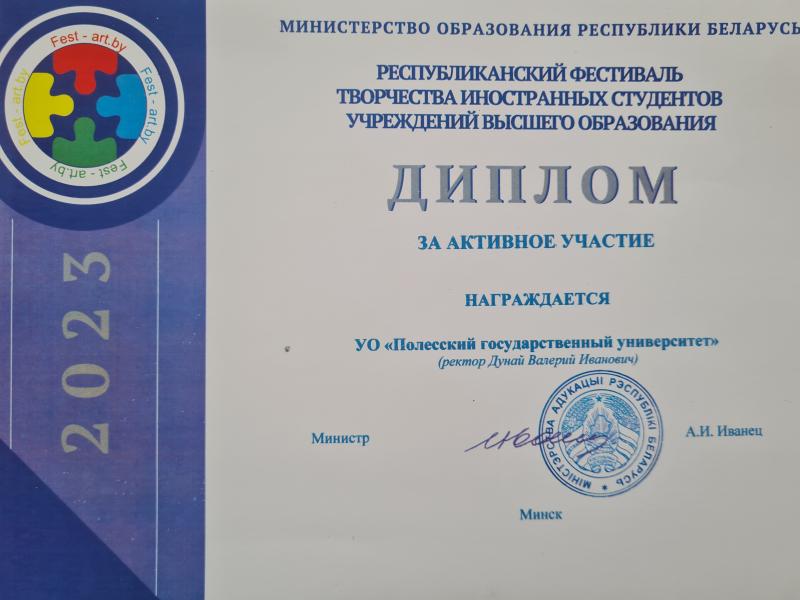 Fest - art.by
Fest - art.by
Fest - art.by
Fest - art.by
2023
МИНИСТЕРСТВО ОБРАЗОВАНИЯ РЕСПУБЛИКИ БЕЛАРУСЬ
РЕСПУБЛИКАНСКИЙ ФЕСТИВАЛЬ
ТВОРЧЕСТВА ИНОСТРАННЫХ СТУДЕНТОВ
УЧРЕЖДЕНИЙ ВЫСШЕГО ОБРАЗОВАНИЯ
ДИПЛОМ
ЗА АКТИВНОЕ УЧАСТИЕ
НАГРАЖДАЕТСЯ
УО «Полесский государственный университет»
(ректор Дунай Валерий Иванович)
Министр
МІНІСТЭРСТВА АДУКАЦЫІ РЭСПУБЛІКІ БЕЛАРУСЬ
А.И. Иванец
Минск